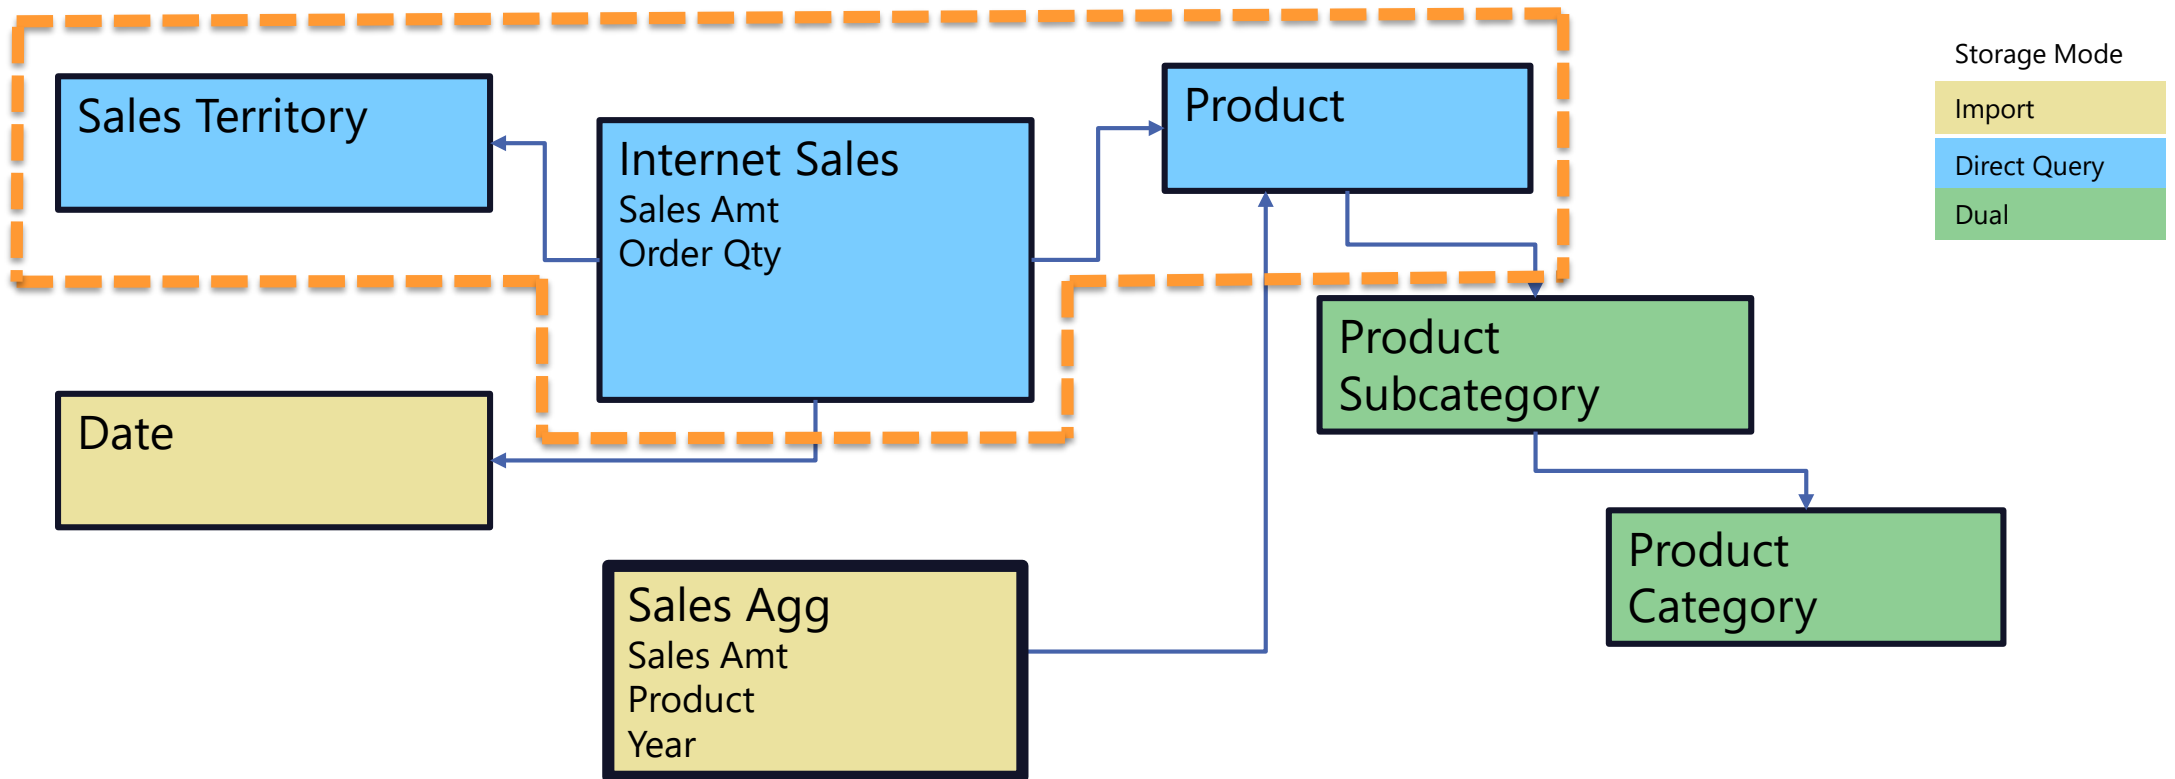 Sales Territory
Internet Sales
Sales Amt
Order Qty
Product
Storage Mode
Import
Direct Query
Dual
Date
Product
Subcategory
Product
Category
Sales Agg
Sales Amt
Product
Year